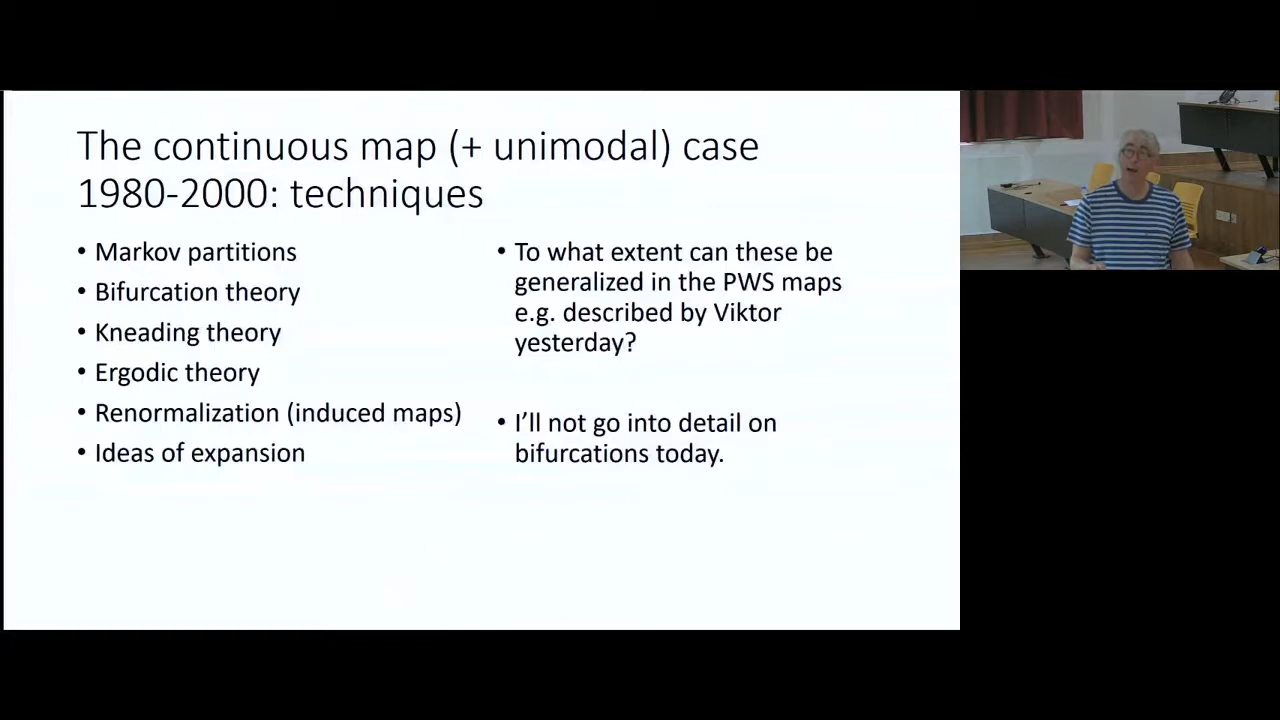 The continuous map (+ unimodal) case
1980-2000: techniques
• Markov partitions
• Bifurcation theory
• Kneading theory
• Ergodic theory
• Renormalization (induced maps)
• Ideas of expansion
• To what extent can these be
generalized in the PWS maps
e.g. described by Viktor
yesterday?
• I’ll not go into detail on
bifurcations today.